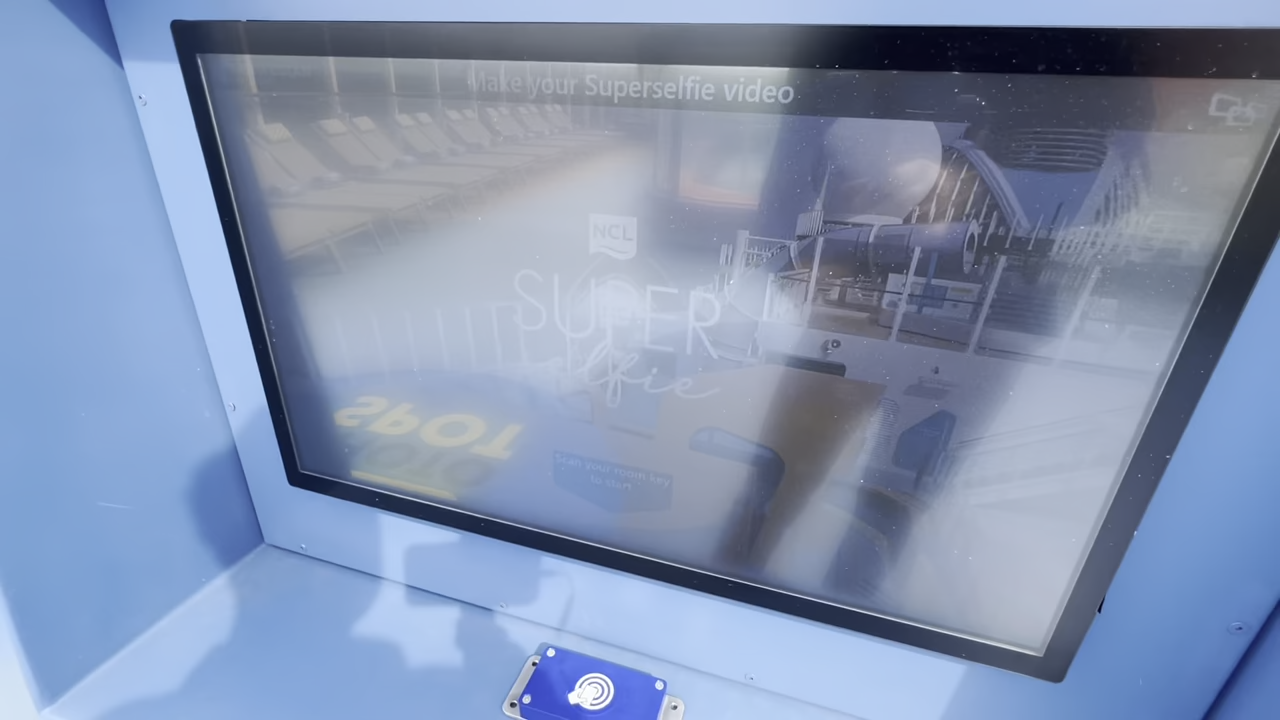 Make your Superselfie video
NCL
SUPER
selfie
Scan your room key
to start
SPOT